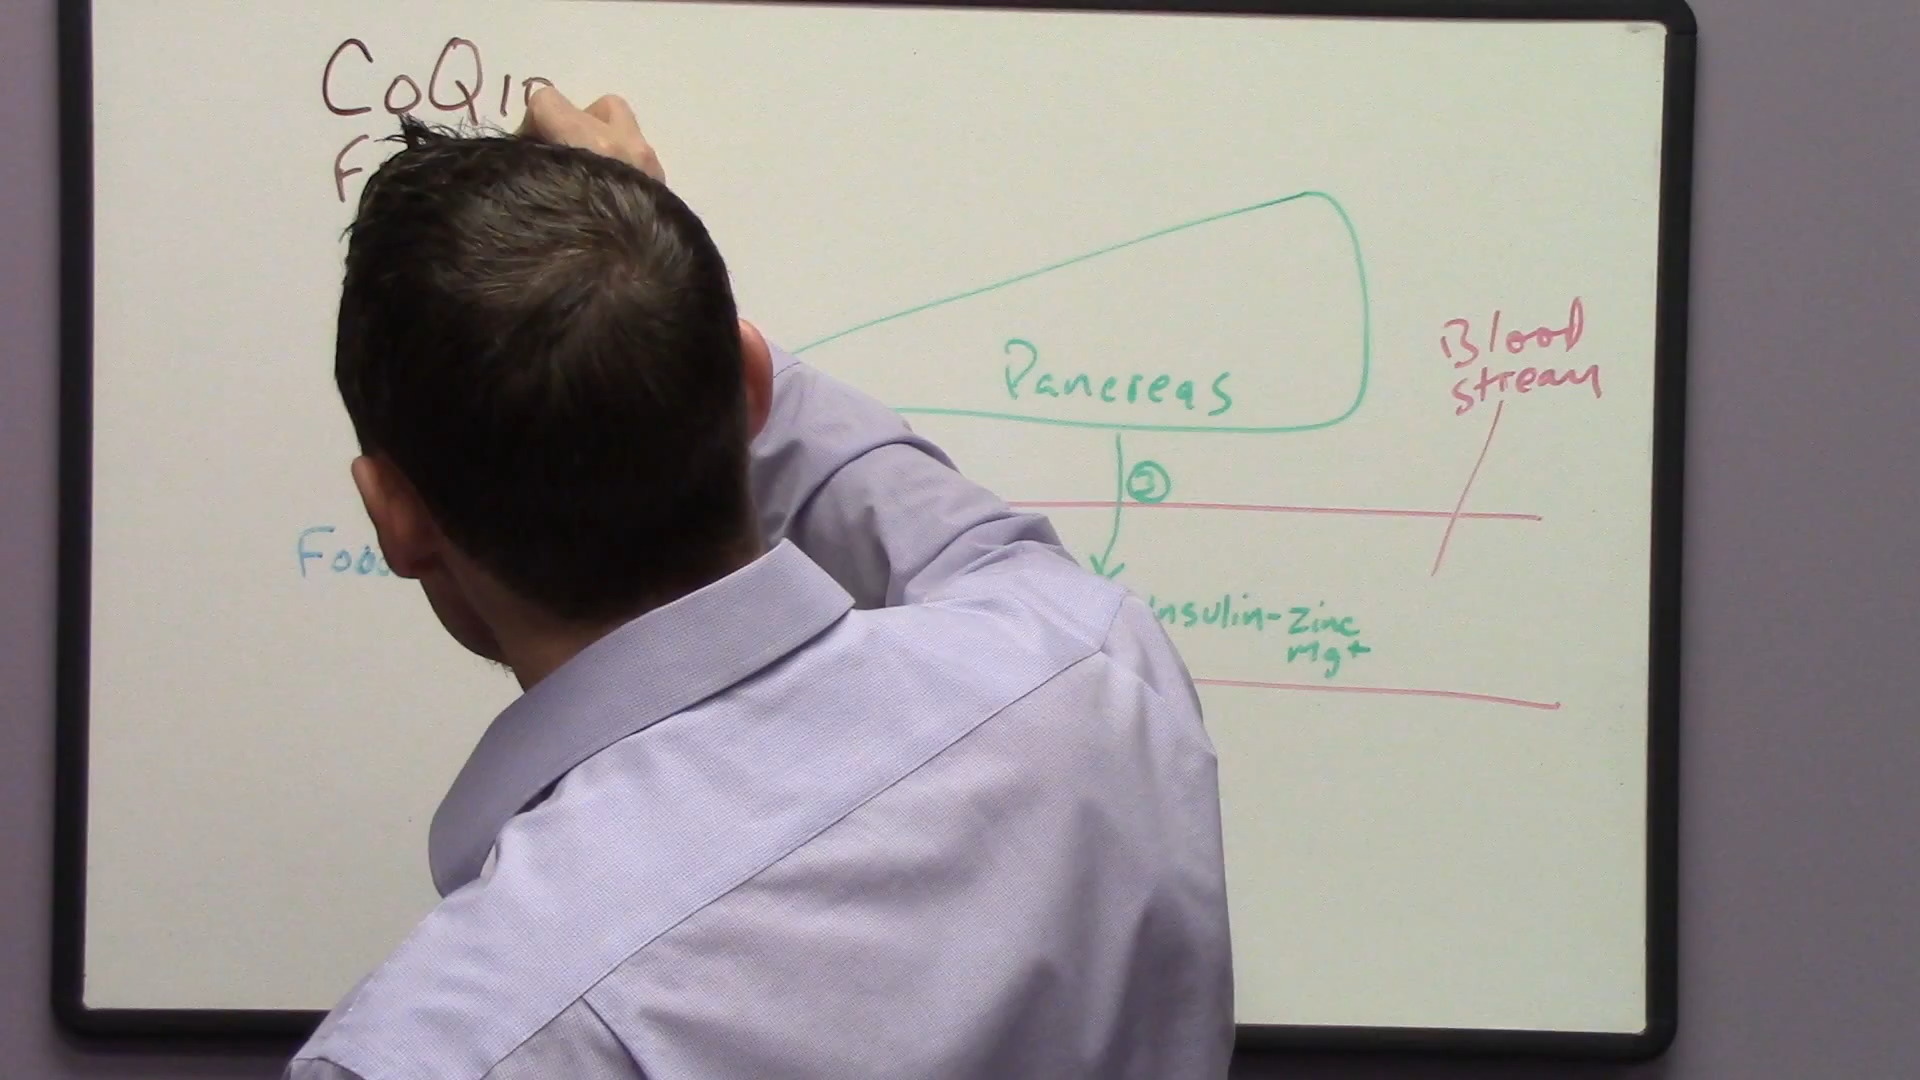 CoQ10
Pancreas
Blood
stream
Food
Insulin-Zinc
Mg+